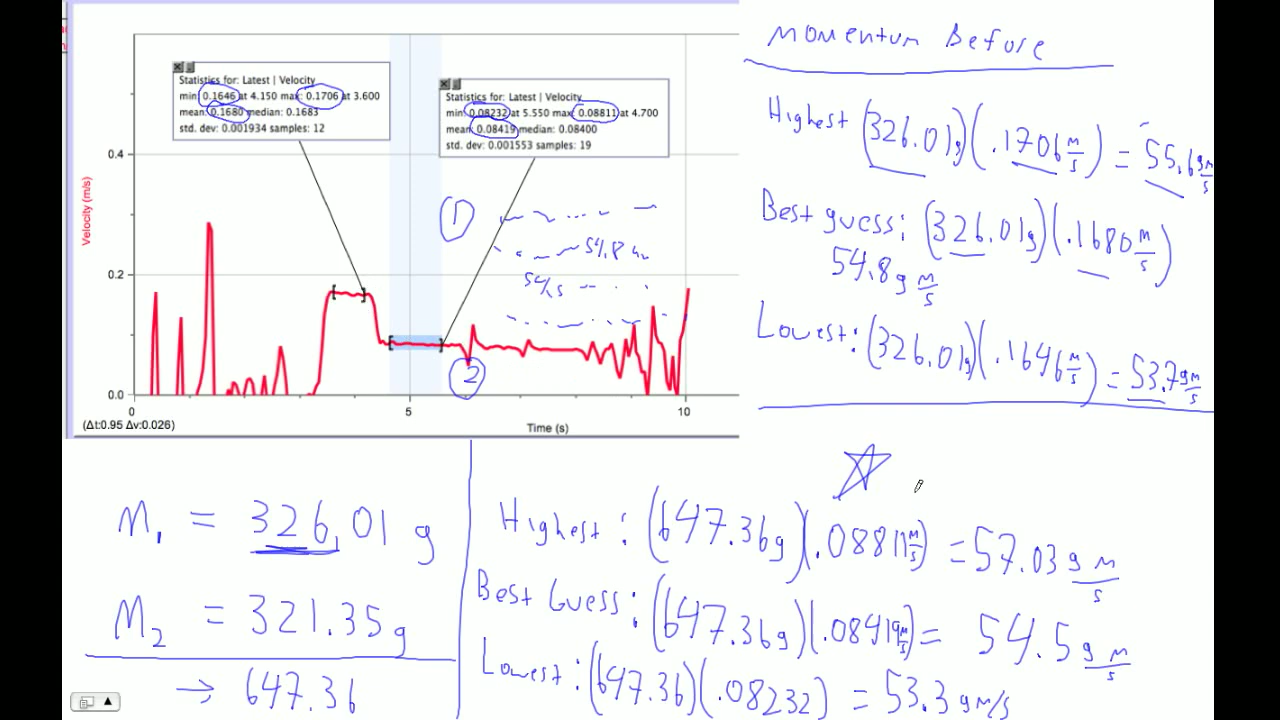 Statistics for: Latest | Velocity
min: 0.1646 at 4.150 max: 0.1706 at 3.600
mean: 0.1680 median: 0.1683
std. dev: 0.001934 samples: 12
Statistics for: Latest | Velocity
min: 0.08232 at 5.550 max: 0.08811 at 4.700
mean: 0.08419 median: 0.08400
std. dev: 0.001553 samples: 19
0.4
0.2
0.0
Velocity (m/s)
0
5
10
(Δt:0.95 Δv:0.026)
Time (s)
1
54.8
54.5
2
Momentum Before
Highest (326.01g)(.1706 m/s) = 55.6 g m/s
Best guess: (326.01g)(.1680 m/s)
54.8 g m/s
Lowest: (326.01g)(.1646 m/s) = 53.7 g m/s
M1 = 326.01 g
M2 = 321.35 g
→ 647.36
Highest: (647.36g)(.08811 m/s) = 57.03 g m/s
Best Guess: (647.36g)(.08419 m/s) = 54.5 g m/s
Lowest: (647.36)(.08232) = 53.3 g m/s